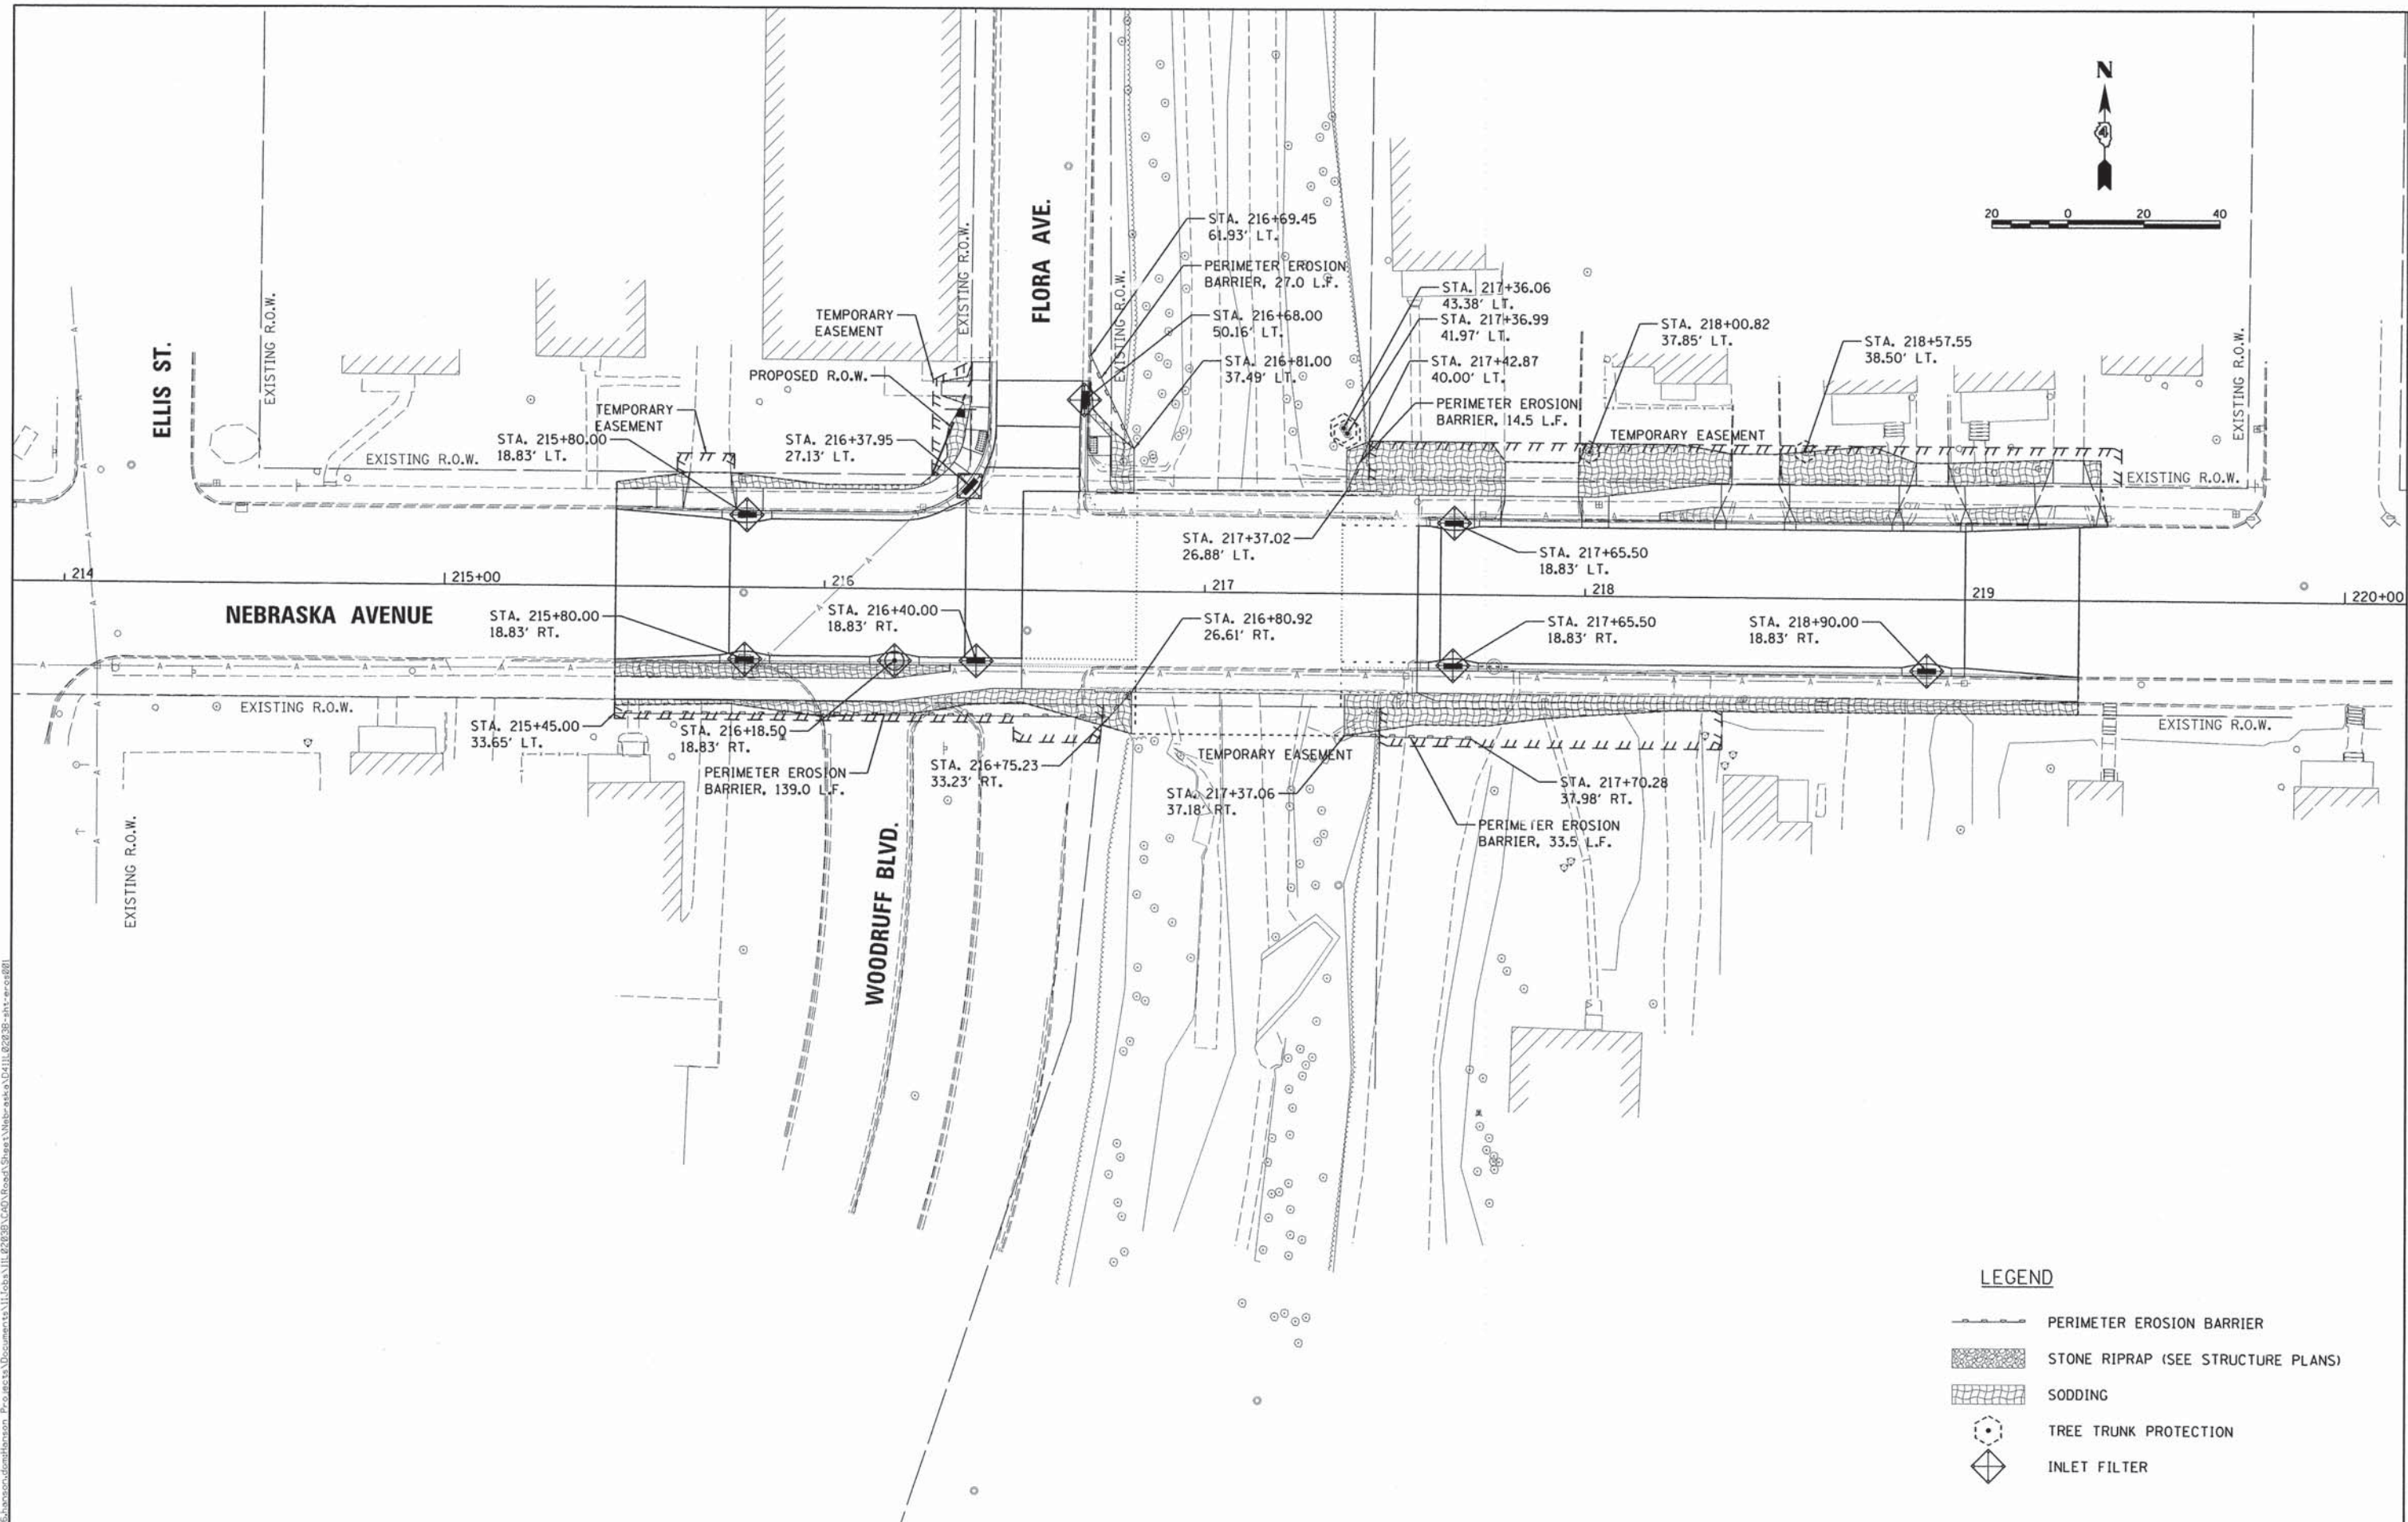 N
20 0 20 40
ELLIS ST.
FLORA AVE.
NEBRASKA AVENUE
WOODRUFF BLVD.
EXISTING R.O.W.
EXISTING R.O.W.
EXISTING R.O.W.
EXISTING R.O.W.
STA. 216+69.45
61.93' LT.
PERIMETER EROSION
BARRIER, 27.0 L.F.
STA. 216+68.00
50.16' LT.
STA. 216+81.00
37.49' LT.
TEMPORARY
EASEMENT
PROPOSED R.O.W.
TEMPORARY
EASEMENT
STA. 215+80.00
18.83' LT.
EXISTING R.O.W.
STA. 216+37.95
27.13' LT.
STA. 217+36.06
43.38' LT.
STA. 217+36.99
41.97' LT.
STA. 217+42.87
40.00' LT.
PERIMETER EROSION
BARRIER, 14.5 L.F.
STA. 218+00.82
37.85' LT.
STA. 218+57.55
38.50' LT.
TEMPORARY EASEMENT
EXISTING R.O.W.
STA. 217+37.02
26.88' LT.
STA. 217+65.50
18.83' LT.
214
215+00
216
217
218
219
220+00
STA. 215+80.00
18.83' RT.
STA. 216+40.00
18.83' RT.
STA. 216+80.92
26.61' RT.
STA. 217+65.50
18.83' RT.
STA. 218+90.00
18.83' RT.
EXISTING R.O.W.
EXISTING R.O.W.
STA. 215+45.00
33.65' LT.
STA. 216+18.50
18.83' RT.
PERIMETER EROSION
BARRIER, 139.0 L.F.
STA. 216+75.23
33.23' RT.
TEMPORARY EASEMENT
STA. 217+37.06
37.18' RT.
STA. 217+70.28
37.98' RT.
PERIMETER EROSION
BARRIER, 33.5 L.F.
EXISTING R.O.W.
LEGEND
PERIMETER EROSION BARRIER
STONE RIPRAP (SEE STRUCTURE PLANS)
SODDING
TREE TRUNK PROTECTION
INLET FILTER